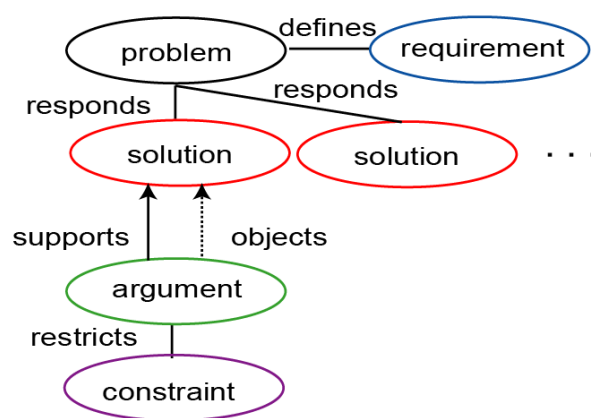 defines
problem
requirement
responds
responds
solution
solution
. . .
supports
objects
argument
restricts
constraint